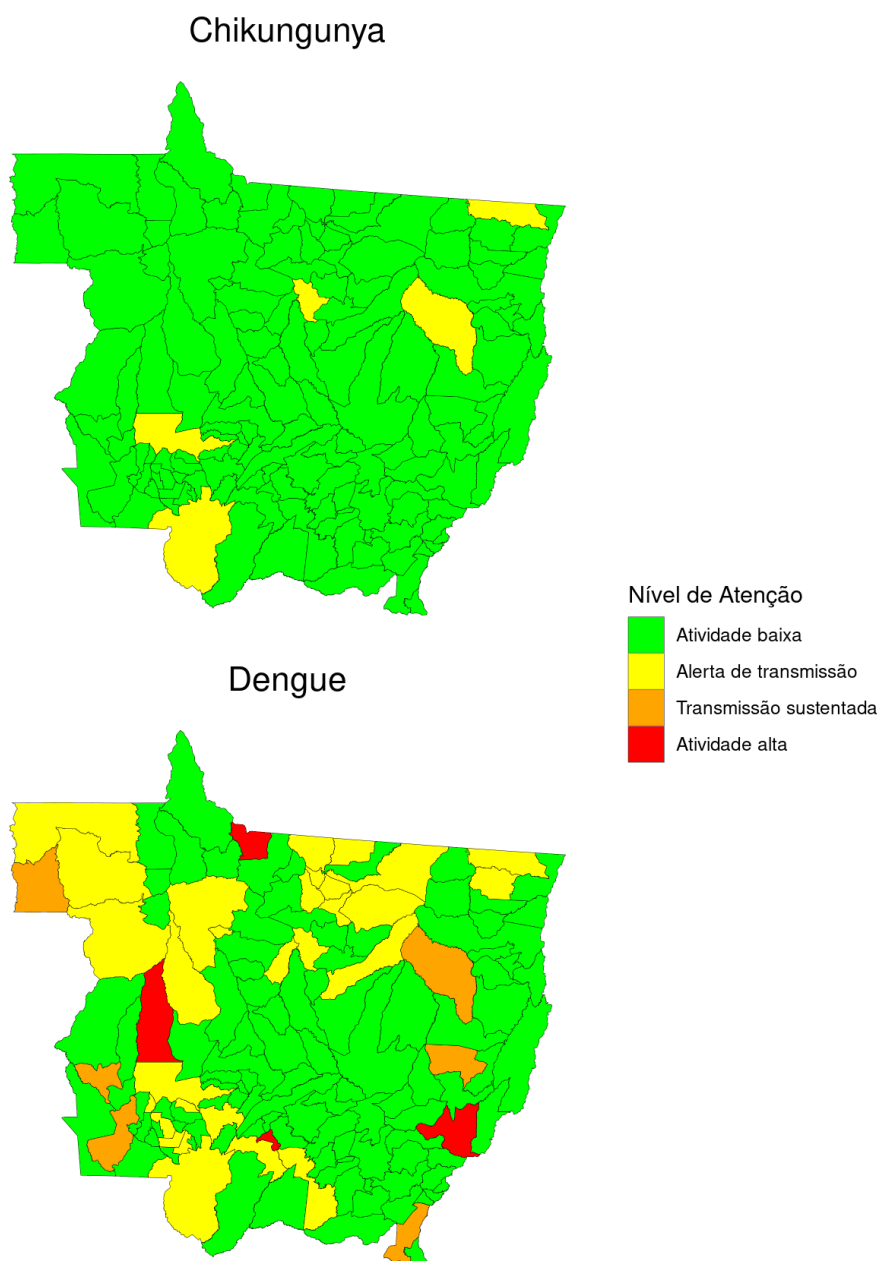 Chikungunya
Nível de Atenção
Atividade baixa
Alerta de transmissão
Transmissão sustentada
Atividade alta
Dengue